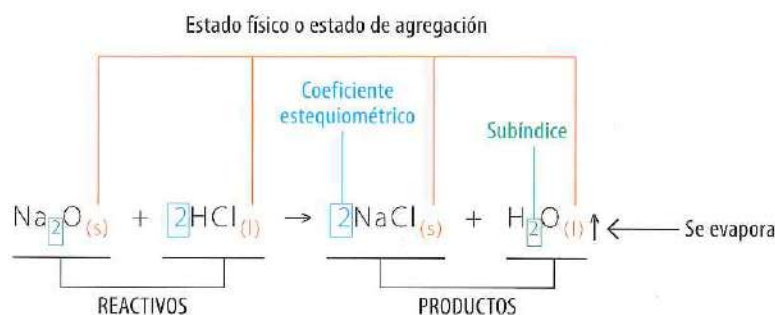 Estado físico o estado de agregación
Coeficiente
estequiométrico
Subíndice
Na₂O(s) + 2HCl(l) → 2NaCl(s) + H₂O(l)↑ ← Se evapora
REACTIVOS PRODUCTOS